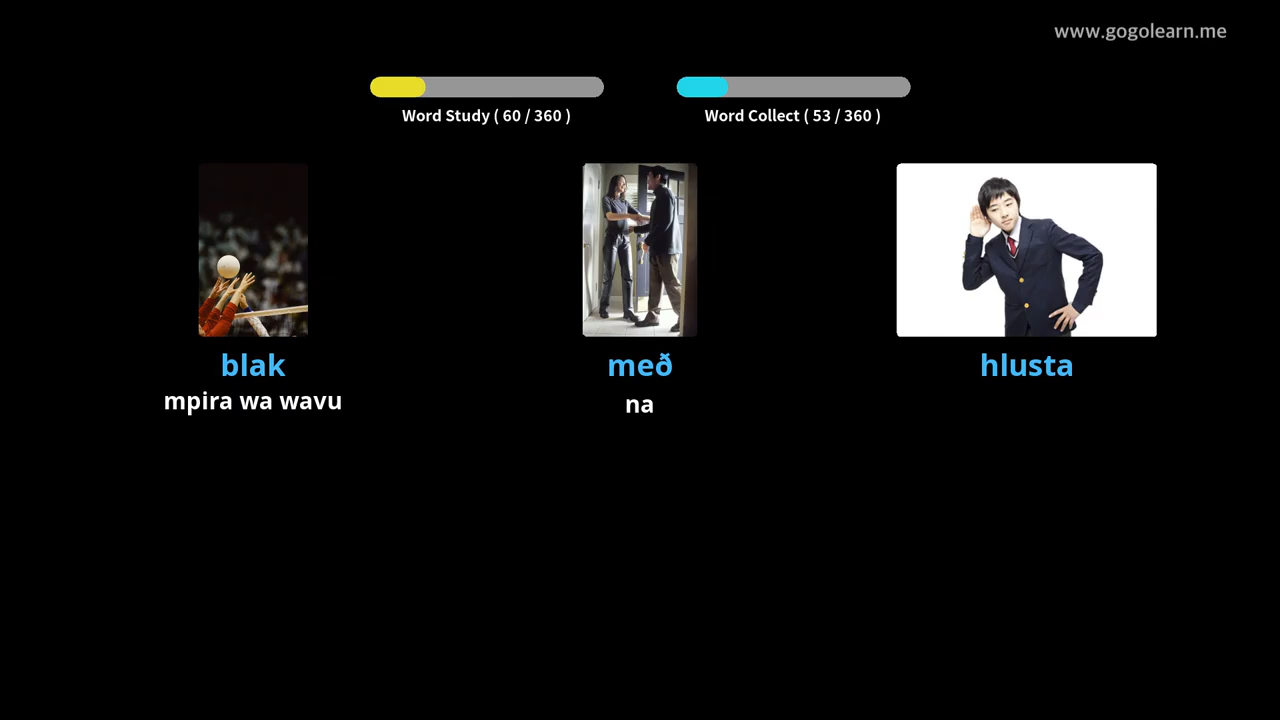 www.gogolearn.me
Word Study ( 60 / 360 )
Word Collect ( 53 / 360 )
blak
með
hlusta
mpira wa wavu
na